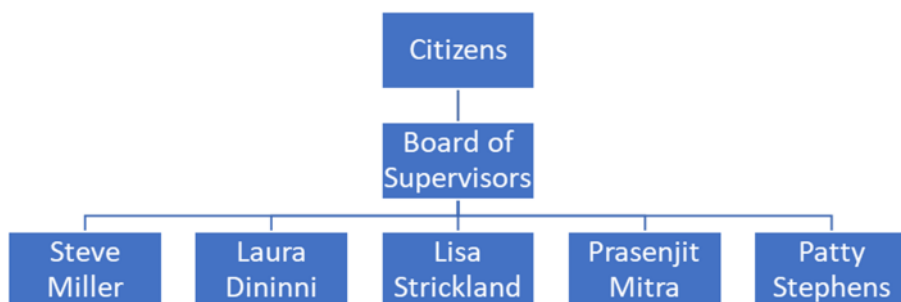 Citizens
Board of
Supervisors
Steve
Miller
Laura
Dininni
Lisa
Strickland
Prasenjit
Mitra
Patty
Stephens